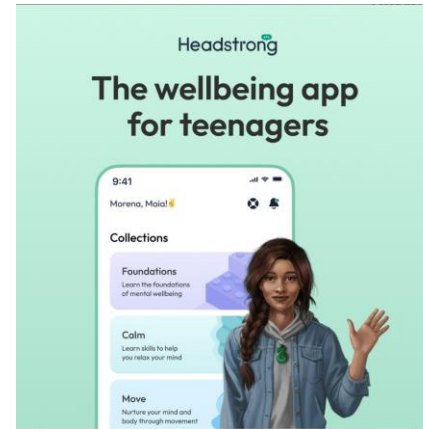 Headstrong
The wellbeing app
for teenagers
9:41
Morena, Maia!
Collections
Foundations
Learn the foundations
of mental wellbeing
Calm
Learn skills to help
you relax your mind
Move
Nurture your mind and
body through movement